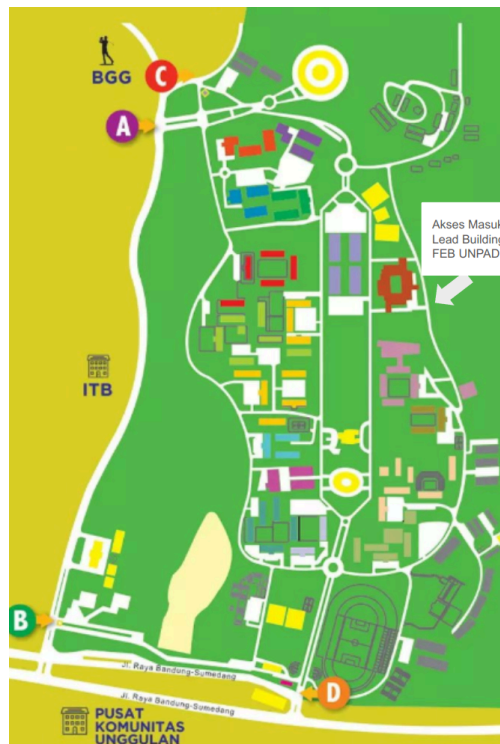 BGG
C
A
Akses Masuk
Lead Building
FEB UNPAD
ITB
B
Jl. Raya Bandung-Sumedang
D
Jl. Raya Bandung-Sumedang
PUSAT
KOMUNITAS
UNGGULAN